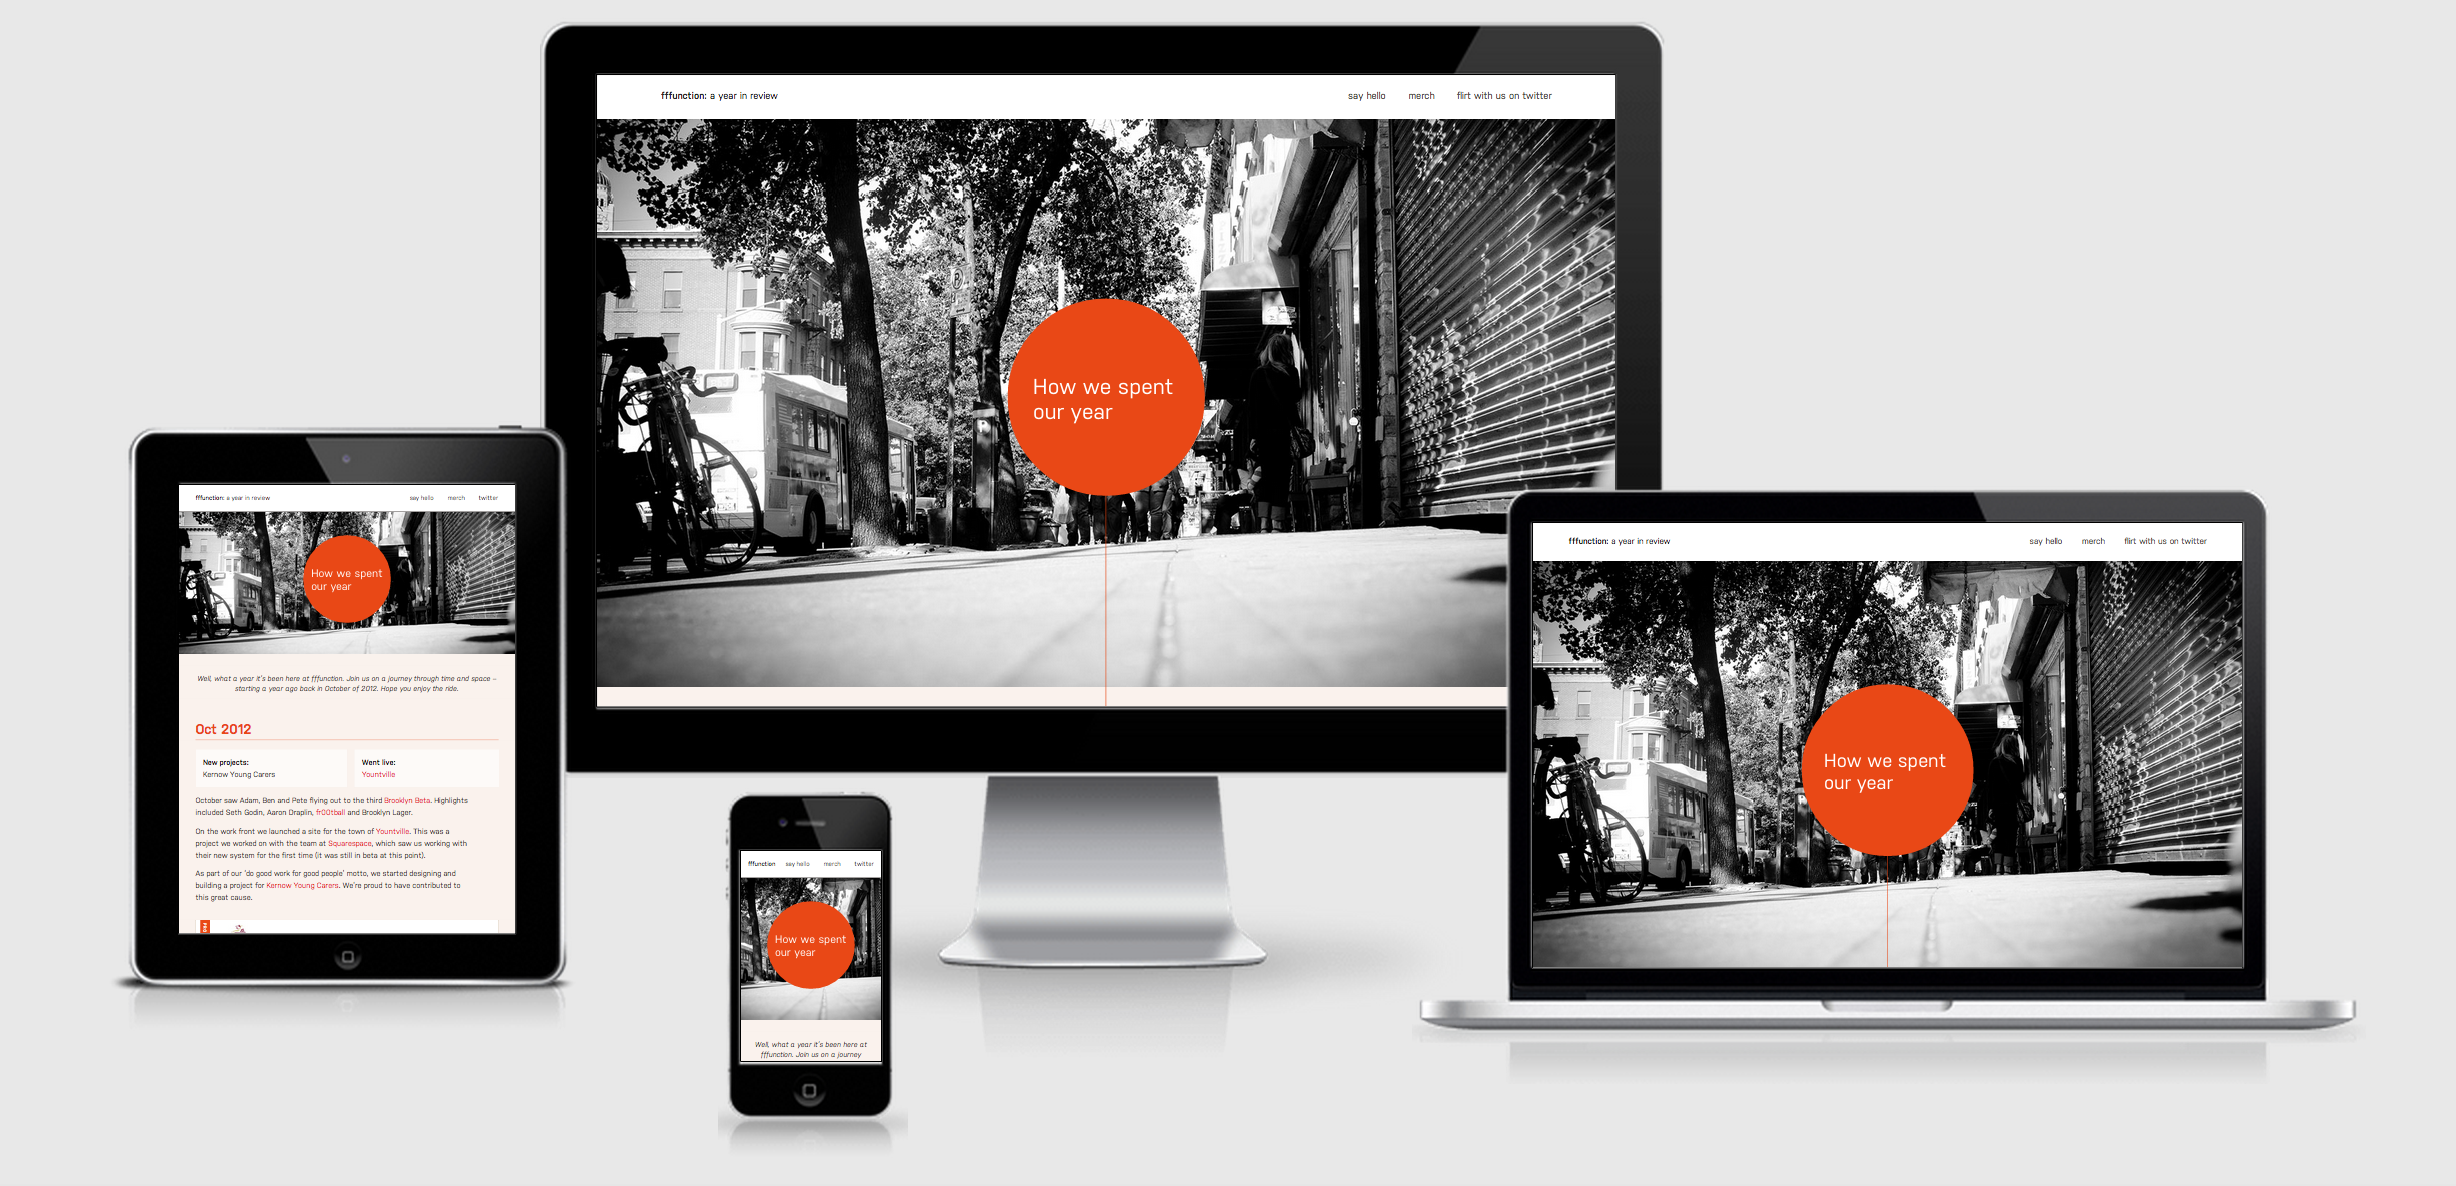 fffunction: a year in review
say hello merch flirt with us on twitter
How we spent
our year
fffunction: a year in review
say hello merch twitter
How we spent
our year
Well, what a year it's been here at fffunction. Join us on a journey through time and space –
starting a year ago back in October of 2012. Hope you enjoy the ride.
Oct 2012
New projects:
Kernow Young Carers
Went live:
Yountville
October saw Adam, Ben and Pete flying out to the third Brooklyn Beta. Highlights
included Seth Godin, Aaron Draplin, fr00tball and Brooklyn Lager.
On the work front we launched a site for the town of Yountville. This was a
project we worked on with the team at Squarespace, which saw us working with
their new system for the first time (it was still in beta at this point).
As part of our 'do good work for good people' motto, we started designing and
building a project for Kernow Young Carers. We're proud to have contributed to
this great cause.
fffunction say hello merch twitter
How we spent
our year
Well, what a year it's been here at
fffunction. Join us on a journey
fffunction: a year in review
say hello merch flirt with us on twitter
How we spent
our year